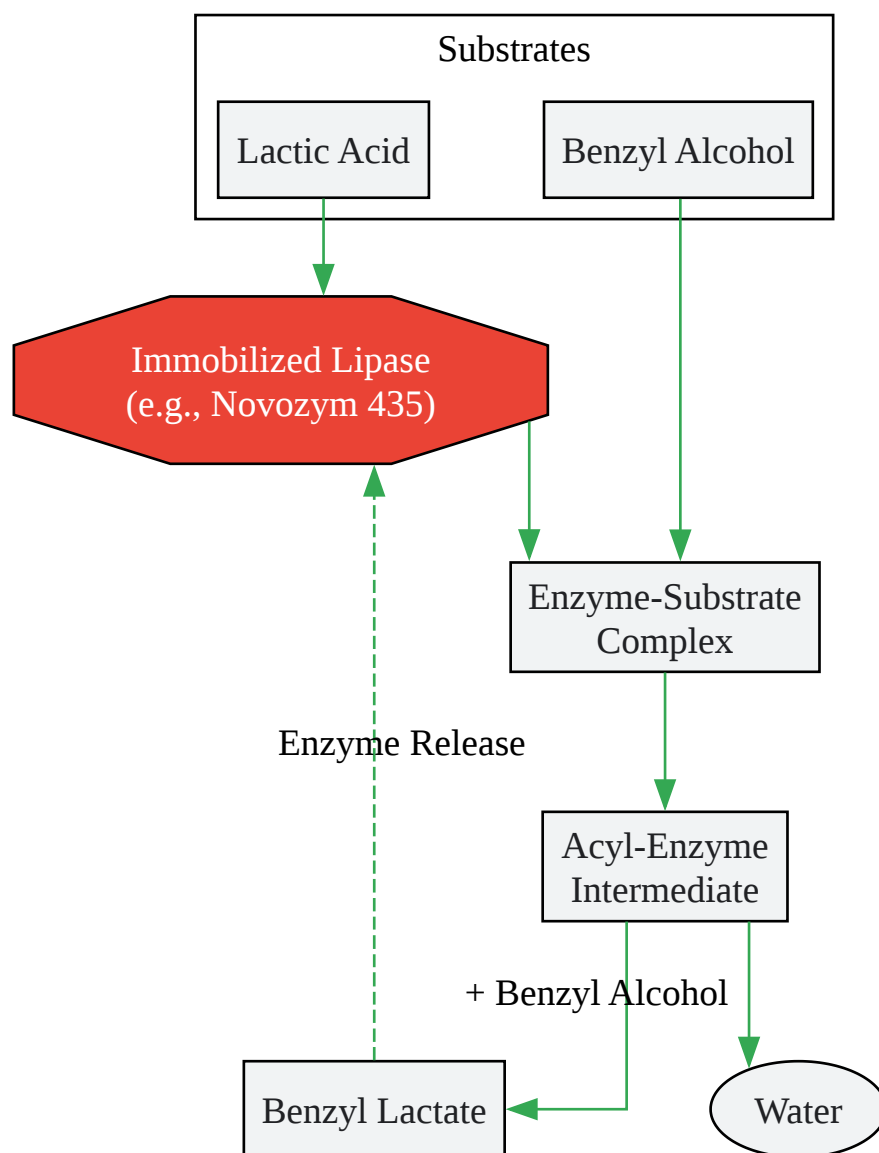 Substrates
Lactic Acid
Benzyl Alcohol
Immobilized Lipase
(e.g., Novozym 435)
Enzyme-Substrate
Complex
Enzyme Release
Acyl-Enzyme
Intermediate
+ Benzyl Alcohol
Benzyl Lactate
Water